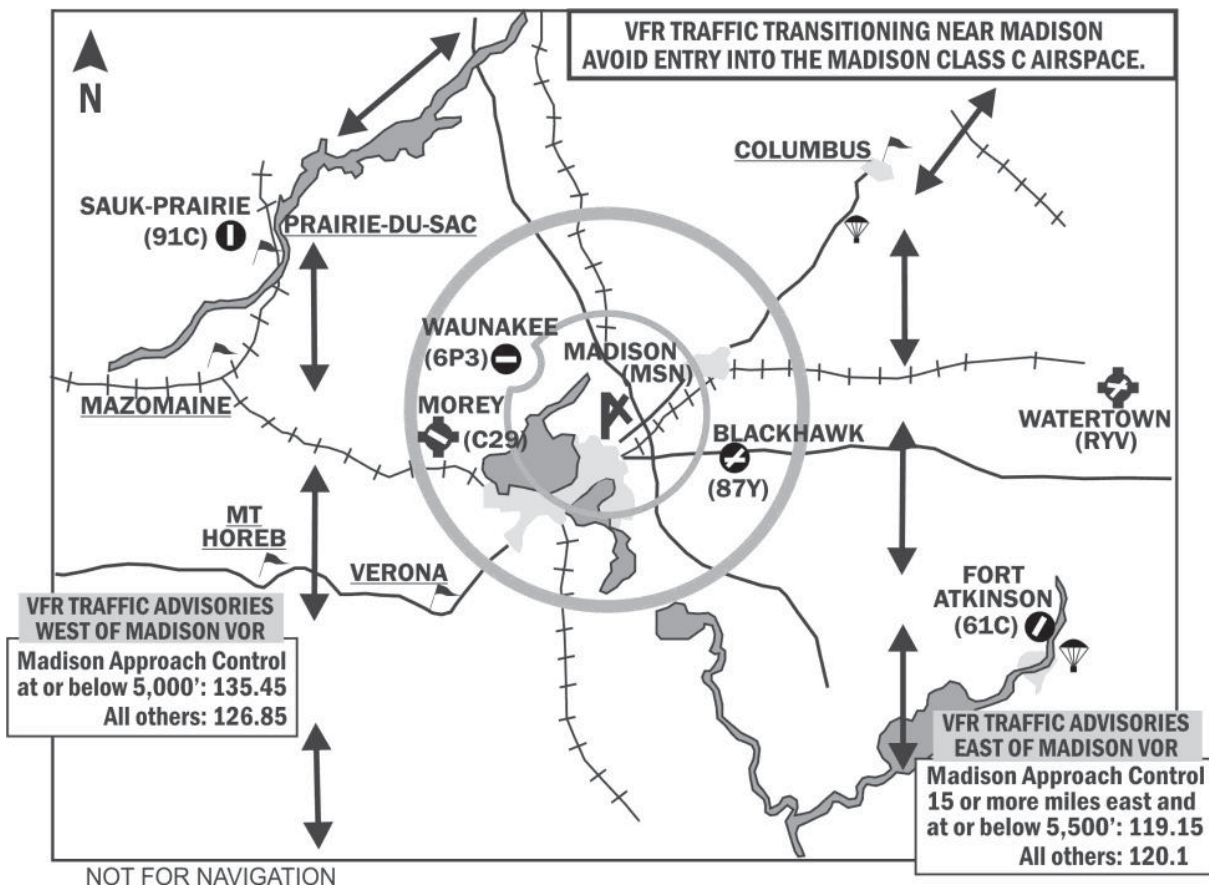 VFR TRAFFIC TRANSITIONING NEAR MADISON
AVOID ENTRY INTO THE MADISON CLASS C AIRSPACE.
N
COLUMBUS
SAUK-PRAIRIE
(91C)
PRAIRIE-DU-SAC
WAUNAKEE
(6P3)
MADISON
(MSN)
MAZOMAINE
MOREY
(C29)
BLACKHAWK
(87Y)
WATERTOWN
(RYV)
MT
HOREB
VERONA
FORT
ATKINSON
(61C)
VFR TRAFFIC ADVISORIES
WEST OF MADISON VOR
Madison Approach Control
at or below 5,000': 135.45
All others: 126.85
VFR TRAFFIC ADVISORIES
EAST OF MADISON VOR
Madison Approach Control
15 or more miles east and
at or below 5,500': 119.15
All others: 120.1
NOT FOR NAVIGATION